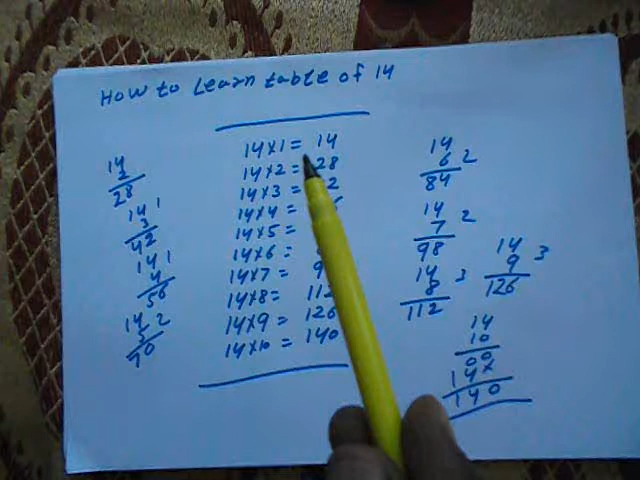 How to Learn table of 14
14
2
28
14 1
3
42
14 1
4
56
14 2
5
70
14x1 = 14
14x2 = 28
14x3 = 2
14x4 = 6
14x5 =
14x6 =
14x7 = 9
14x8 = 112
14x9 = 126
14x10 = 140
14
6 2
84
14
7 2
98
14 3
8
112
14
9 3
126
14
10
00
14x
140